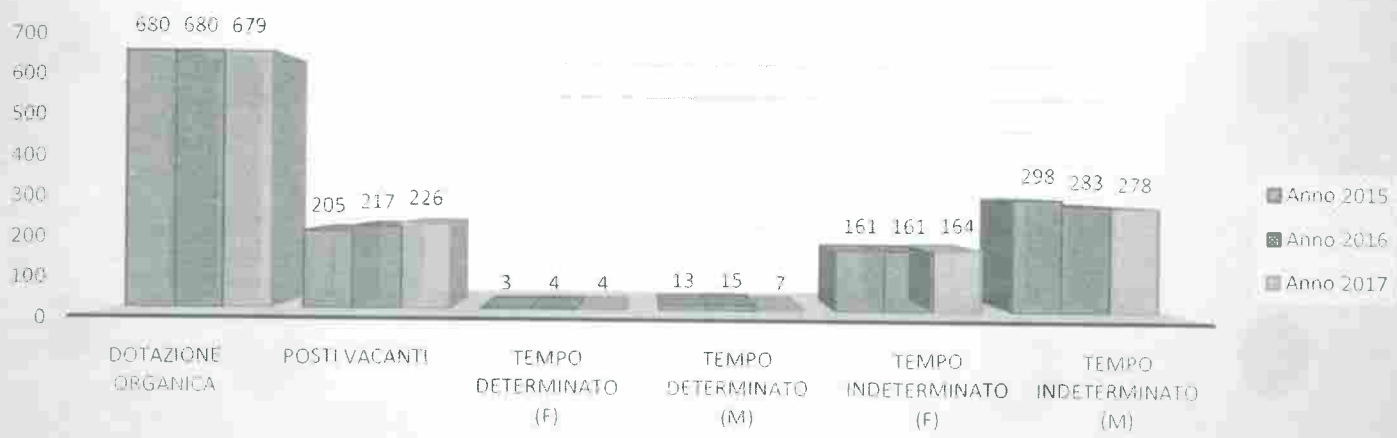 700
600
500
400
300
200
100
0
680 680 679
205 217 226
3 4 4
13 15 7
161 161 164
298 283 278
DOTAZIONE
ORGANICA
POSTI VACANTI
TEMPO
DETERMINATO
(F)
TEMPO
DETERMINATO
(M)
TEMPO
INDETERMINATO
(F)
TEMPO
INDETERMINATO
(M)
Anno 2015
Anno 2016
Anno 2017